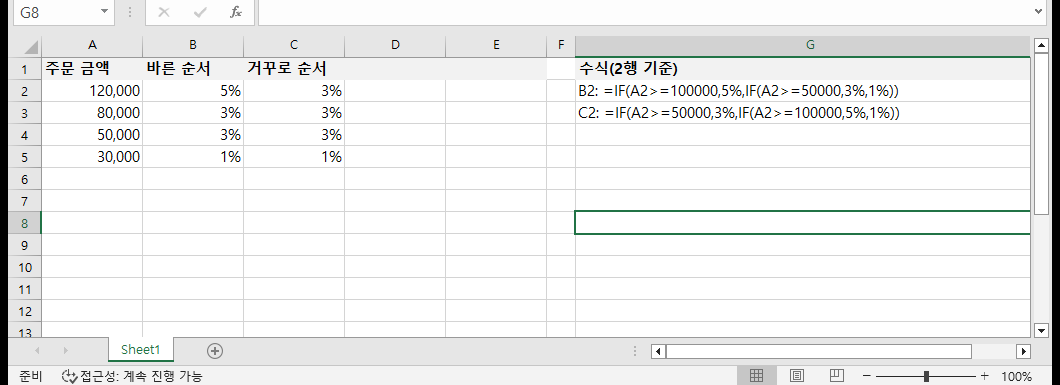 G8
fx
A B C D E F G
1 주문 금액 바른 순서 거꾸로 순서 수식(2행 기준)
2 120,000 5% 3% B2: =IF(A2>=100000,5%,IF(A2>=50000,3%,1%))
3 80,000 3% 3% C2: =IF(A2>=50000,3%,IF(A2>=100000,5%,1%))
4 50,000 3% 3%
5 30,000 1% 1%
6
7
8
9
10
11
12
13
Sheet1
준비 접근성: 계속 진행 가능 100%